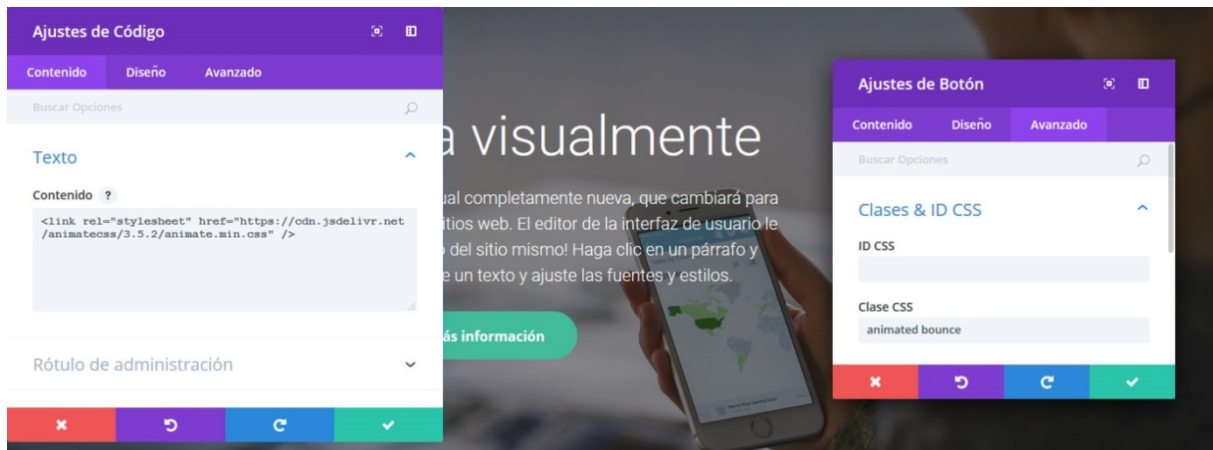 Ajustes de Código
Contenido Diseño Avanzado
Buscar Opciones
Texto
Contenido ?
<link rel="stylesheet" href="https://cdn.jsdelivr.net
/animatecss/3.5.2/animate.min.css" />
Rótulo de administración
a visualmente
ual completamente nueva, que cambiará para
itios web. El editor de la interfaz de usuario le
del sitio mismo! Haga clic en un párrafo y
e un texto y ajuste las fuentes y estilos.
ás información
Ajustes de Botón
Contenido Diseño Avanzado
Buscar Opciones
Clases & ID CSS
ID CSS
Clase CSS
animated bounce